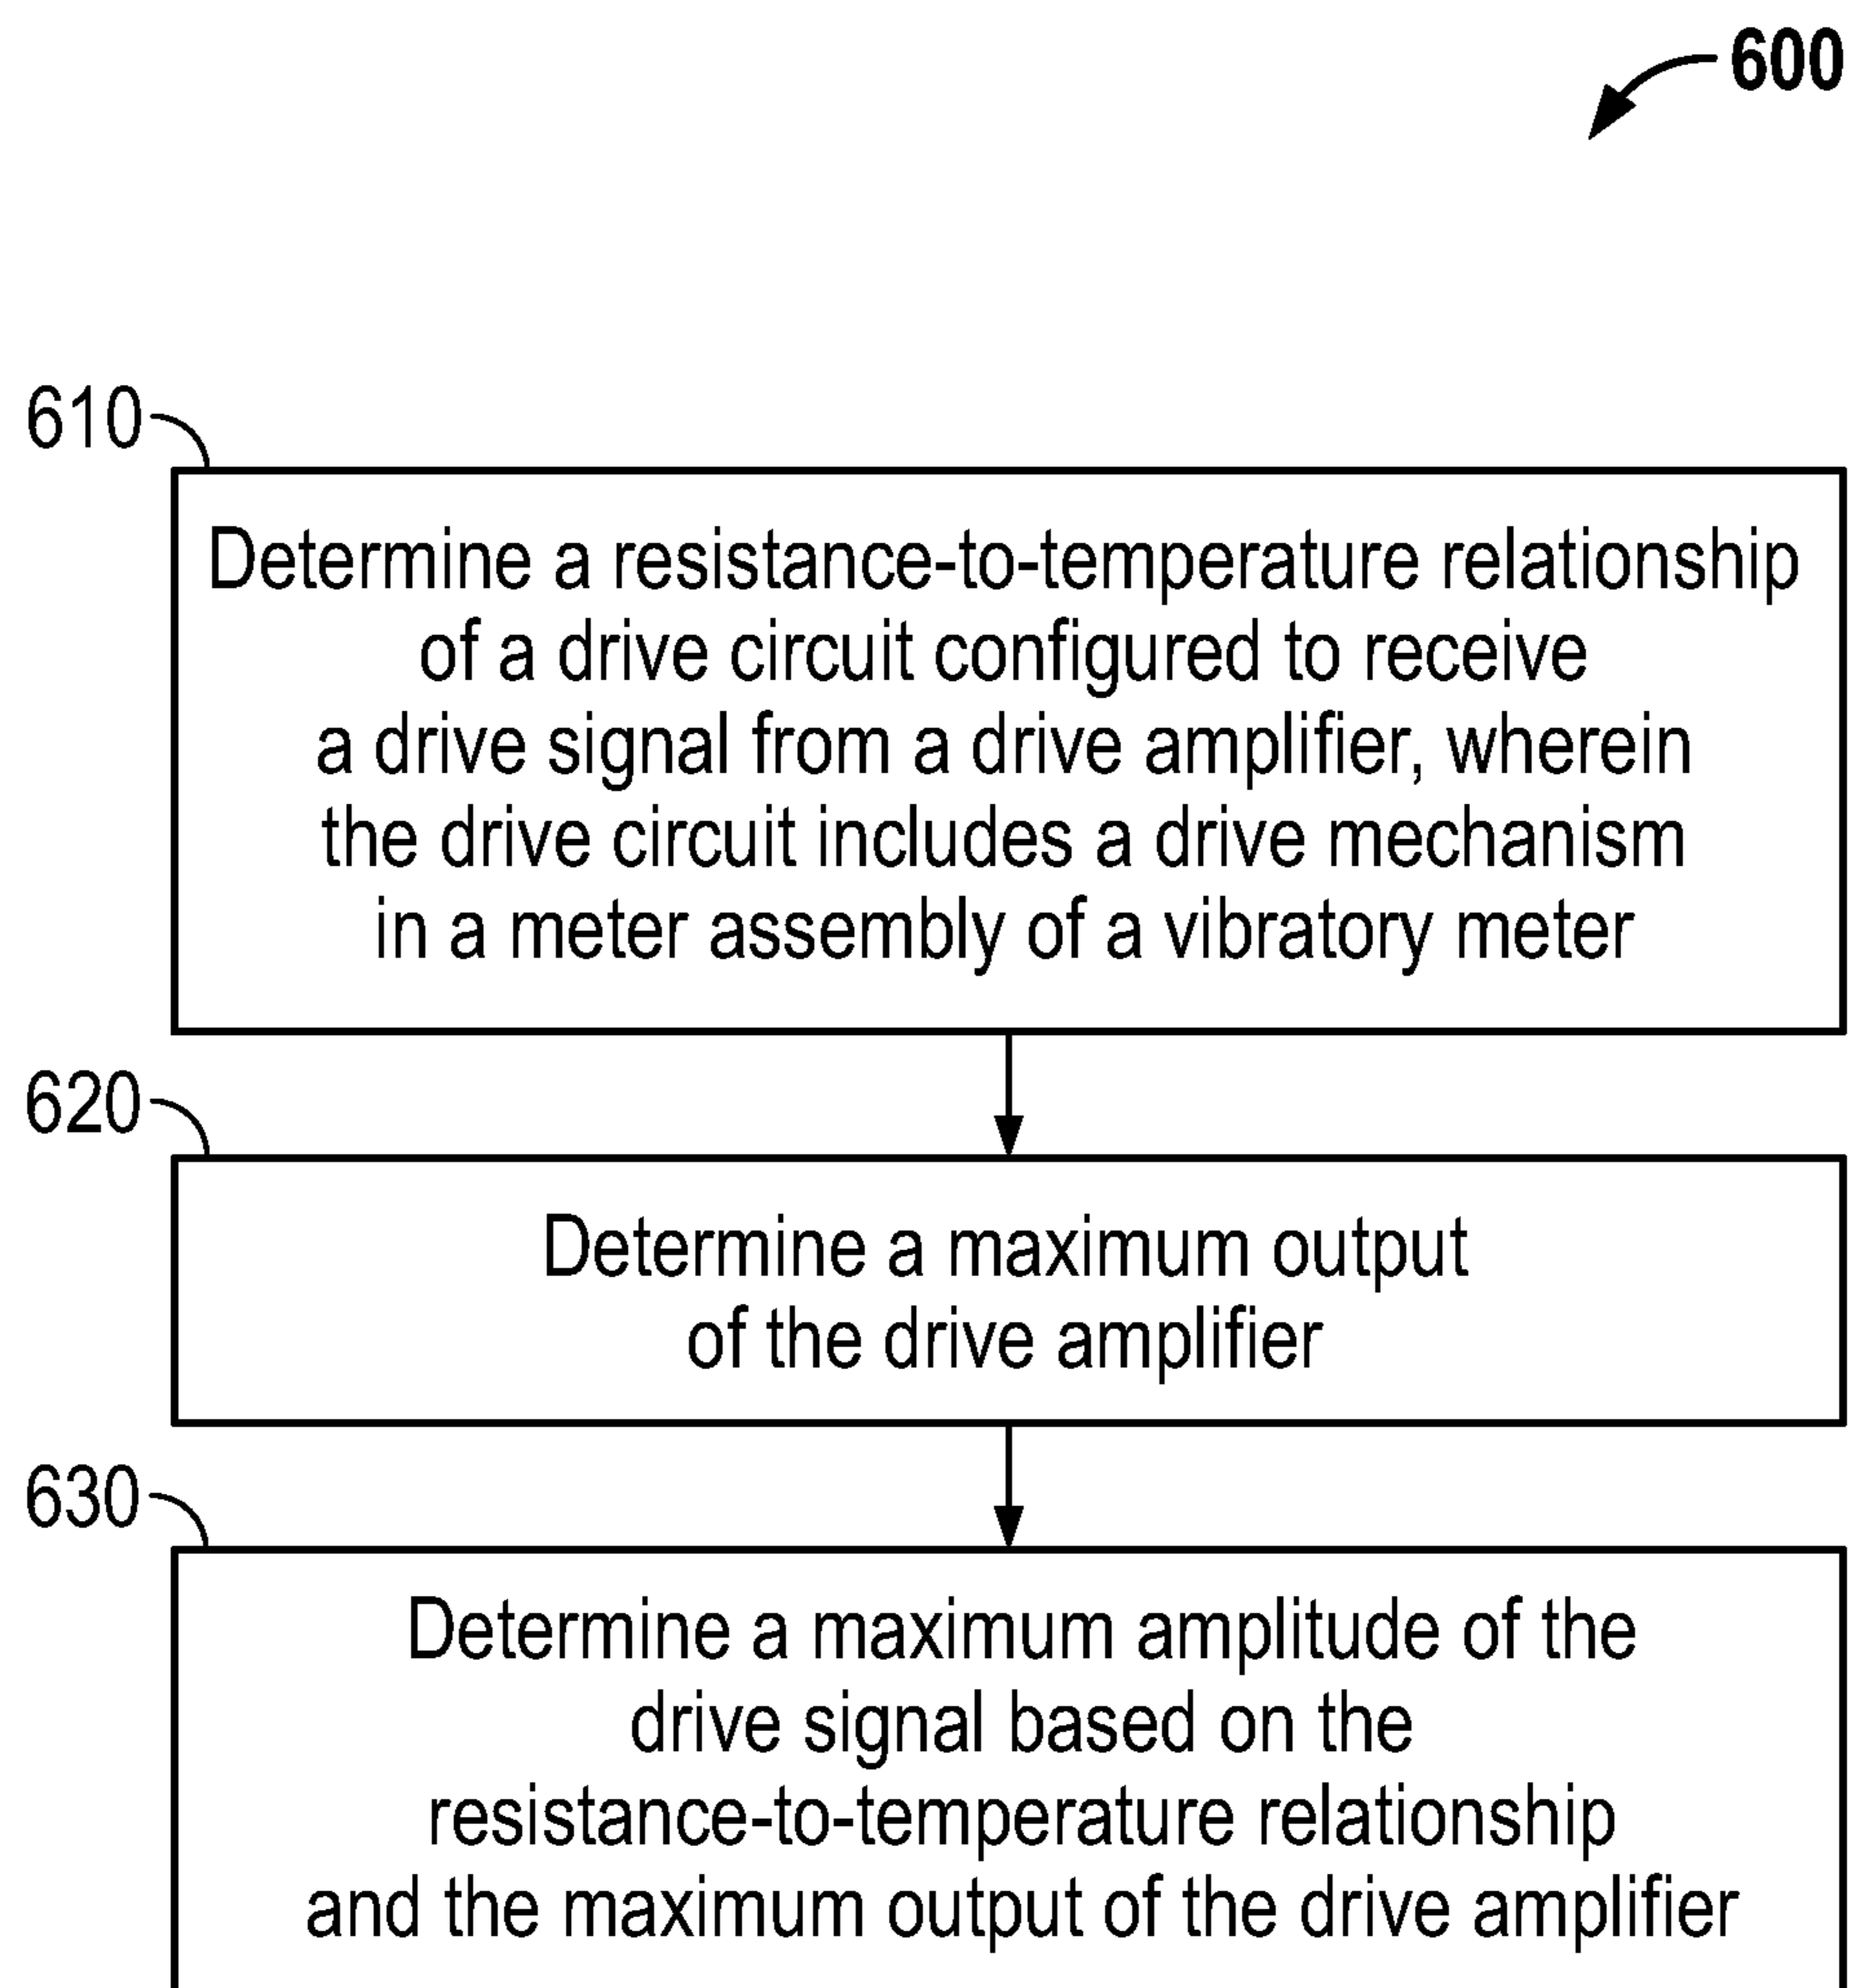 600
610
Determine a resistance-to-temperature relationship
of a drive circuit configured to receive
a drive signal from a drive amplifier, wherein
the drive circuit includes a drive mechanism
in a meter assembly of a vibratory meter
620
Determine a maximum output
of the drive amplifier
630
Determine a maximum amplitude of the
drive signal based on the
resistance-to-temperature relationship
and the maximum output of the drive amplifier